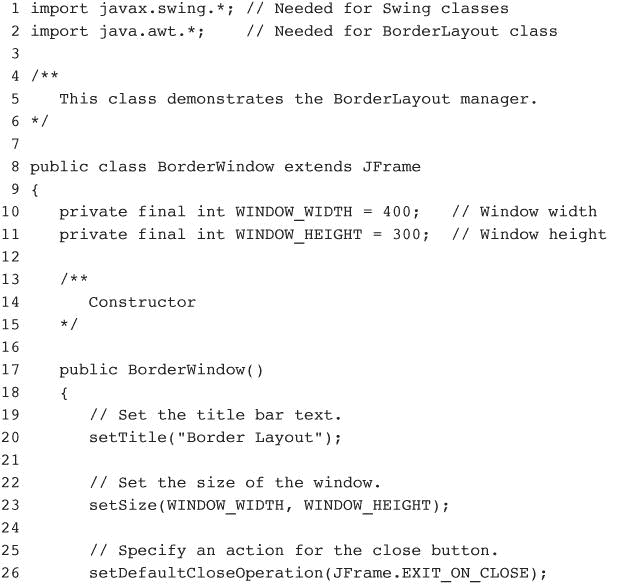 1 import javax.swing.*; // Needed for Swing classes
2 import java.awt.*;    // Needed for BorderLayout class
3
4 /**
5    This class demonstrates the BorderLayout manager.
6 */
7
8 public class BorderWindow extends JFrame
9 {
10    private final int WINDOW_WIDTH = 400;   // Window width
11    private final int WINDOW_HEIGHT = 300;  // Window height
12
13    /**
14       Constructor
15    */
16
17    public BorderWindow()
18    {
19       // Set the title bar text.
20       setTitle("Border Layout");
21
22       // Set the size of the window.
23       setSize(WINDOW_WIDTH, WINDOW_HEIGHT);
24
25       // Specify an action for the close button.
26       setDefaultCloseOperation(JFrame.EXIT_ON_CLOSE);